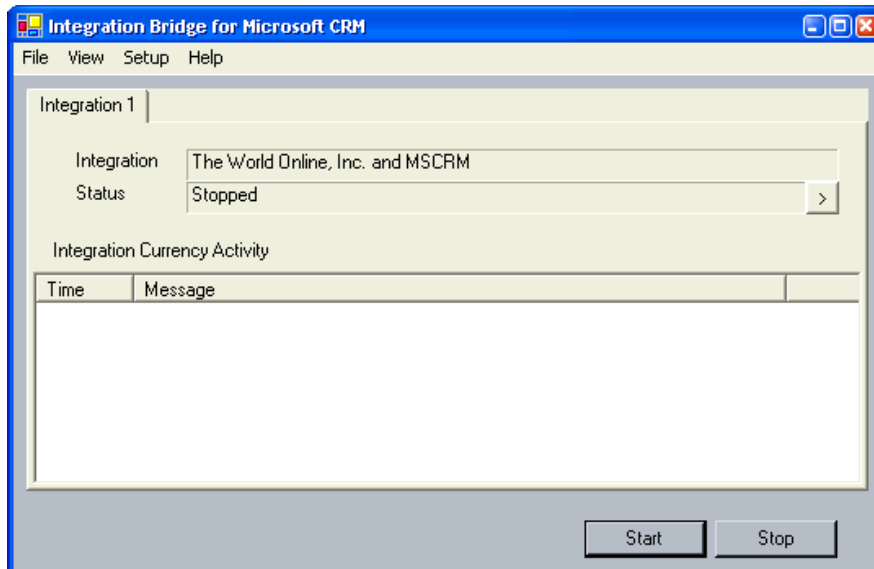 Integration Bridge for Microsoft CRM
File View Setup Help
Integration 1
Integration The World Online, Inc. and MSCRM
Status Stopped >
Integration Currency Activity
Time Message
Start Stop